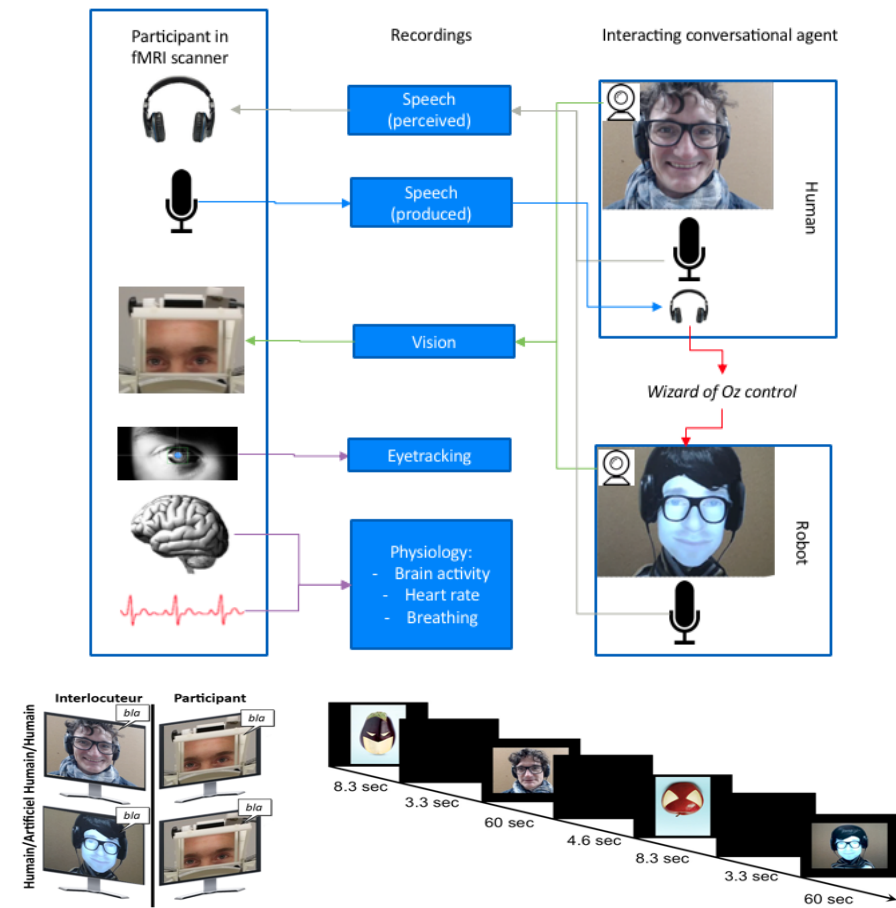 Participant in
fMRI scanner
Recordings
Interacting conversational agent
Speech
(perceived)
Speech
(produced)
Human
Vision
Wizard of Oz control
Eyetracking
Robot
Physiology:
- Brain activity
- Heart rate
- Breathing
Interlocuteur
Participant
bla
bla
bla
bla
Humain/Artificiel Humain/Humain
8.3 sec
3.3 sec
60 sec
4.6 sec
8.3 sec
3.3 sec
60 sec